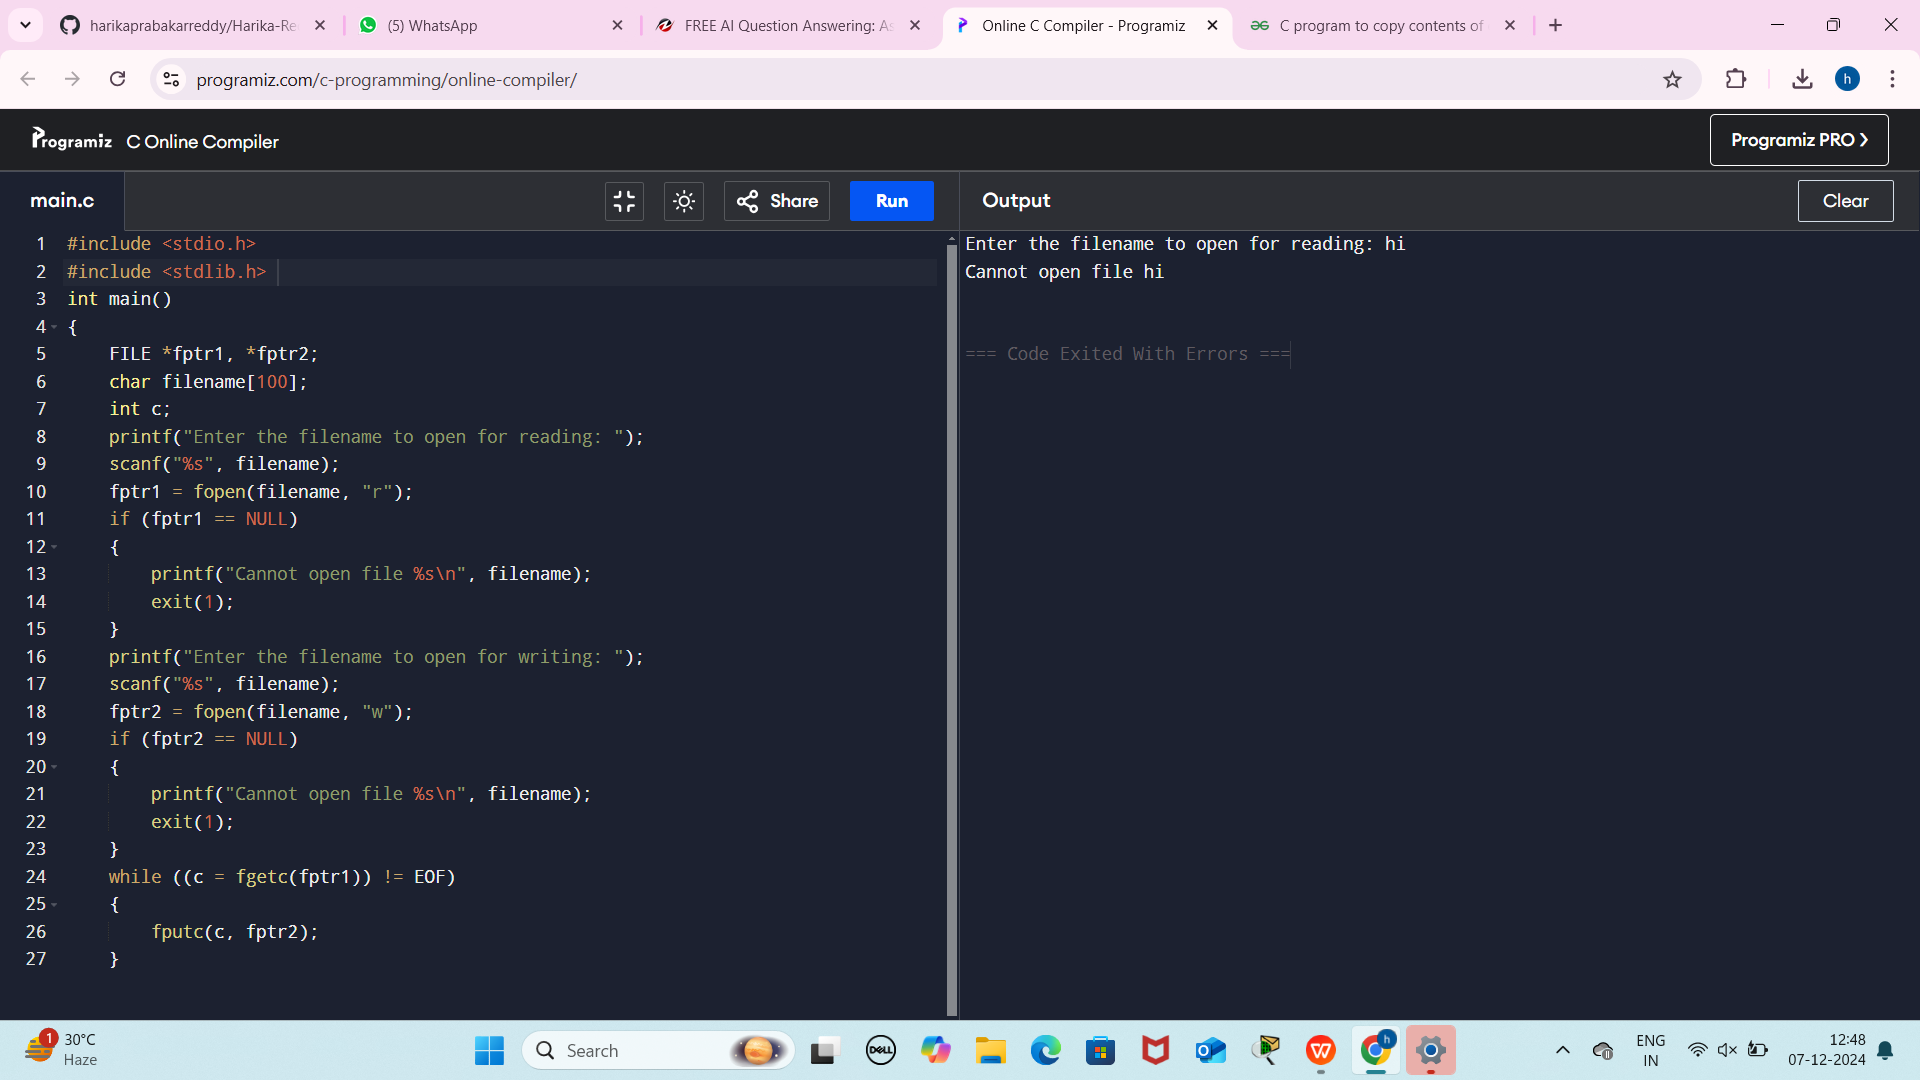 harikaprabakarreddy/Harika-Re
(5) WhatsApp
FREE AI Question Answering: As
Online C Compiler - Programiz
C program to copy contents of
programiz.com/c-programming/online-compiler/
h
Programiz C Online Compiler
Programiz PRO
main.c
Share
Run
Output
Clear
1 #include <stdio.h>
2 #include <stdlib.h>
3 int main()
4 {
5 FILE *fptr1, *fptr2;
6 char filename[100];
7 int c;
8 printf("Enter the filename to open for reading: ");
9 scanf("%s", filename);
10 fptr1 = fopen(filename, "r");
11 if (fptr1 == NULL)
12 {
13 printf("Cannot open file %s\n", filename);
14 exit(1);
15 }
16 printf("Enter the filename to open for writing: ");
17 scanf("%s", filename);
18 fptr2 = fopen(filename, "w");
19 if (fptr2 == NULL)
20 {
21 printf("Cannot open file %s\n", filename);
22 exit(1);
23 }
24 while ((c = fgetc(fptr1)) != EOF)
25 {
26 fputc(c, fptr2);
27 }
Enter the filename to open for reading: hi
Cannot open file hi
=== Code Exited With Errors ===
1
30°C
Haze
Search
DELL
W
h
ENG
IN
12:48
07-12-2024